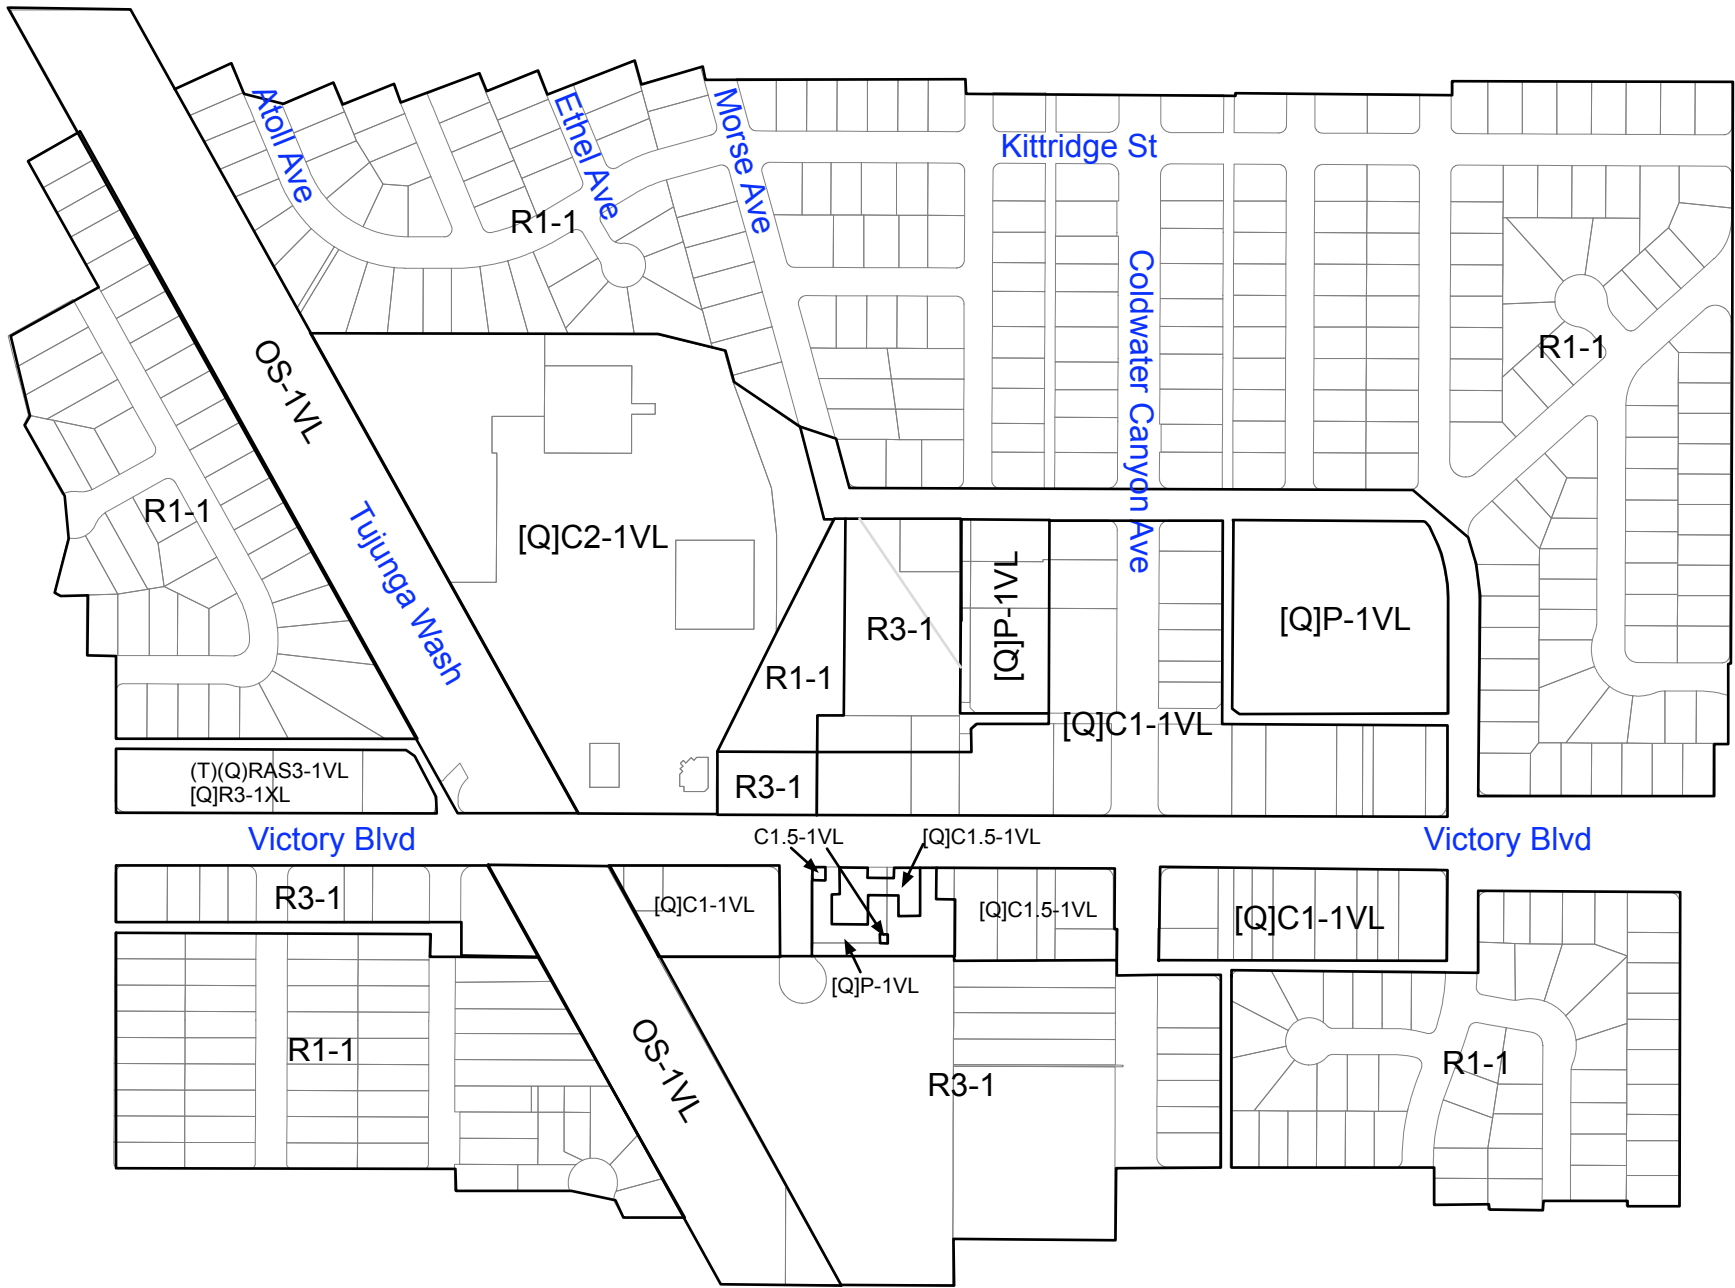 Atoll Ave
Ethel Ave
Morse Ave
Kittridge St
R1-1
Coldwater Canyon Ave
R1-1
OS-1VL
R1-1
Tujunga Wash
[Q]C2-1VL
R1-1
R3-1
[Q]P-1VL
[Q]P-1VL
[Q]C1-1VL
(T)(Q)RAS3-1VL
[Q]R3-1XL
R3-1
Victory Blvd
C1.5-1VL
[Q]C1.5-1VL
Victory Blvd
R3-1
[Q]C1-1VL
[Q]C1.5-1VL
[Q]C1-1VL
[Q]P-1VL
R1-1
OS-1VL
R3-1
R1-1